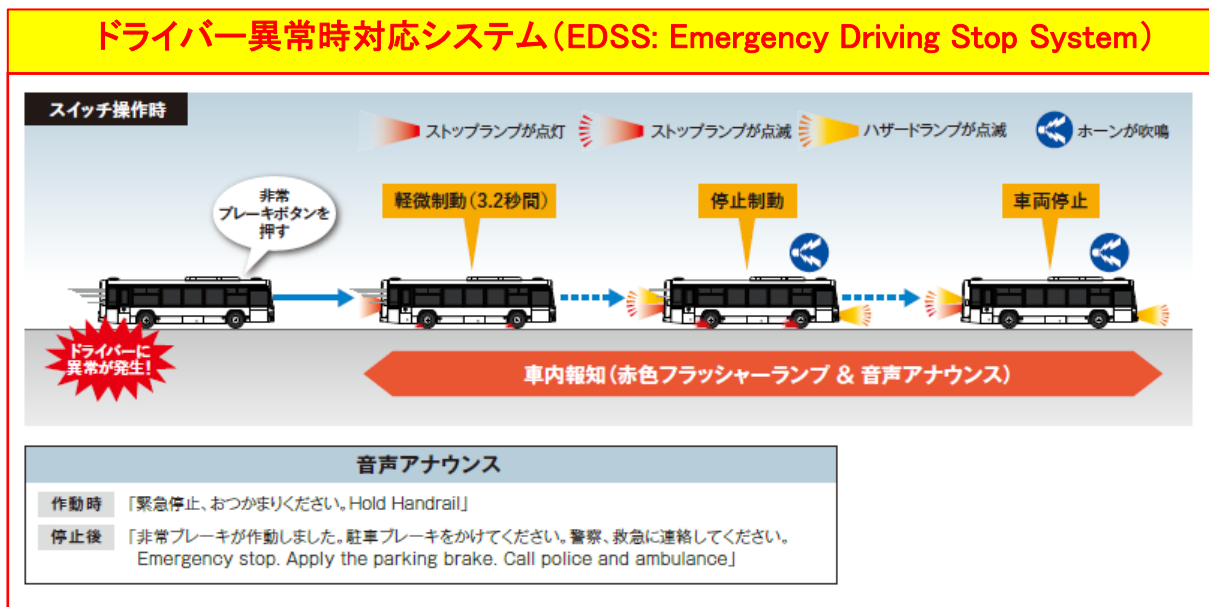 ドライバー異常時対応システム(EDSS: Emergency Driving Stop System)
スイッチ操作時
ストップランプが点灯
ストップランプが点滅
ハザードランプが点滅
ホーンが吹鳴
非常
ブレーキボタンを
押す
軽微制動(3.2秒間)
停止制動
車両停止
ドライバーに
異常が発生!
車内報知(赤色フラッシャーランプ & 音声アナウンス)
音声アナウンス
作動時 「緊急停止、おつかまりください。Hold Handrail」
停止後 「非常ブレーキが作動しました。駐車ブレーキをかけてください。警察、救急に連絡してください。
Emergency stop. Apply the parking brake. Call police and ambulance」